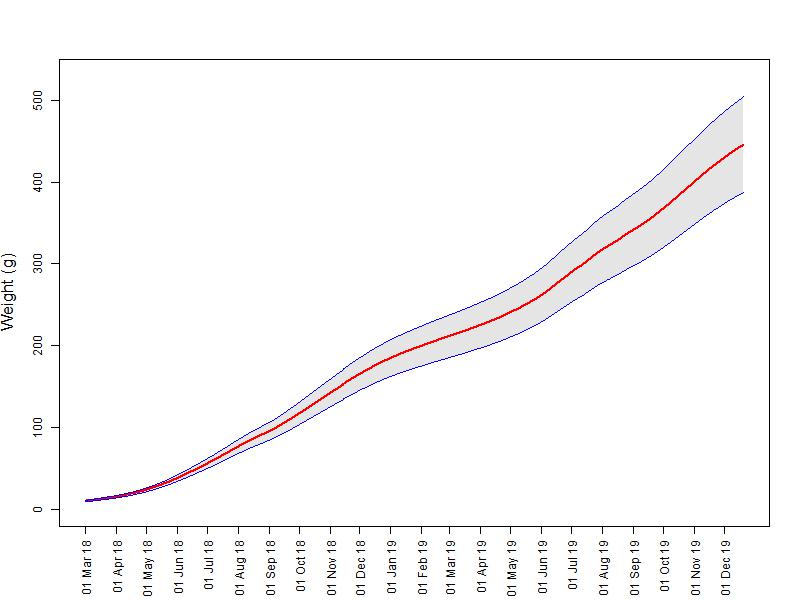 500
400
300
200
100
0
Weight (g)
01 Mar 18
01 Apr 18
01 May 18
01 Jun 18
01 Jul 18
01 Aug 18
01 Sep 18
01 Oct 18
01 Nov 18
01 Dec 18
01 Jan 19
01 Feb 19
01 Mar 19
01 Apr 19
01 May 19
01 Jun 19
01 Jul 19
01 Aug 19
01 Sep 19
01 Oct 19
01 Nov 19
01 Dec 19